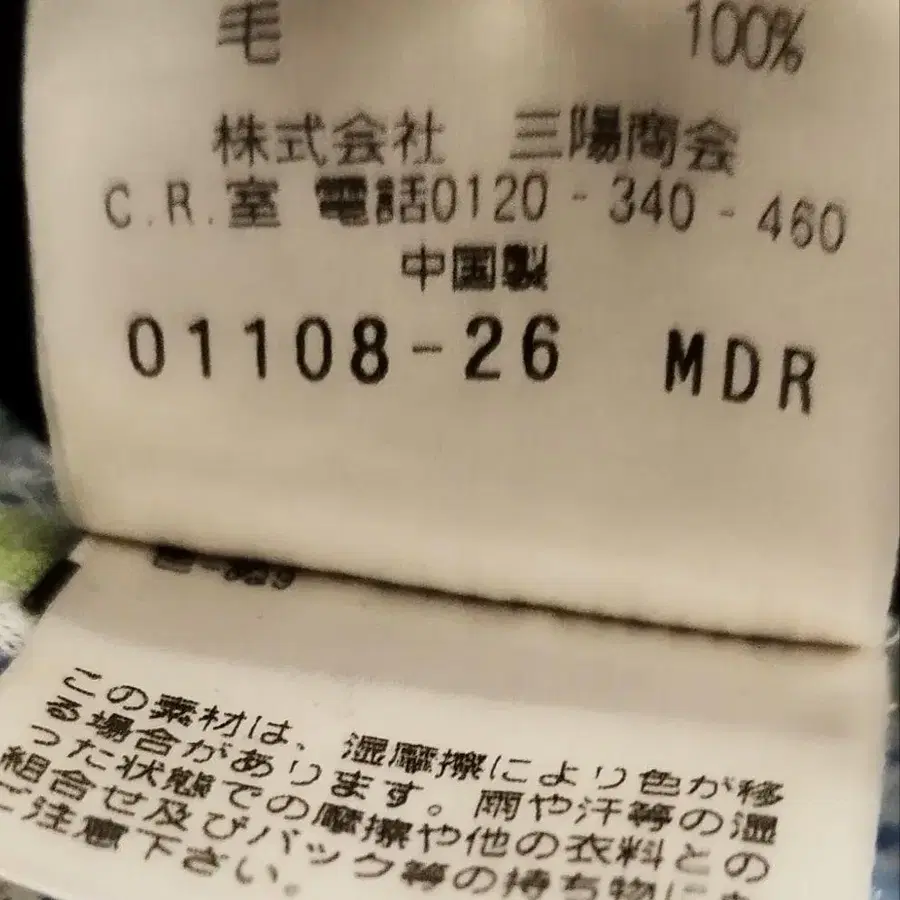 毛 100%
株式会社 三陽商会
C.R.室 電話0120-340-460
中国製
01108-26 MDR
この素材は、湿摩擦により色が移
る場合があります。雨や汗等の湿
った状態での摩擦や他の衣料との
組合せ及びバック等の持ち物に
ご注意下さい。